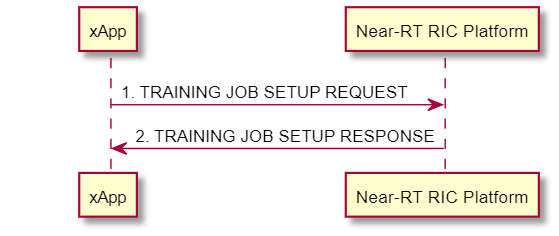 xApp
Near-RT RIC Platform
1. TRAINING JOB SETUP REQUEST
2. TRAINING JOB SETUP RESPONSE
xApp
Near-RT RIC Platform